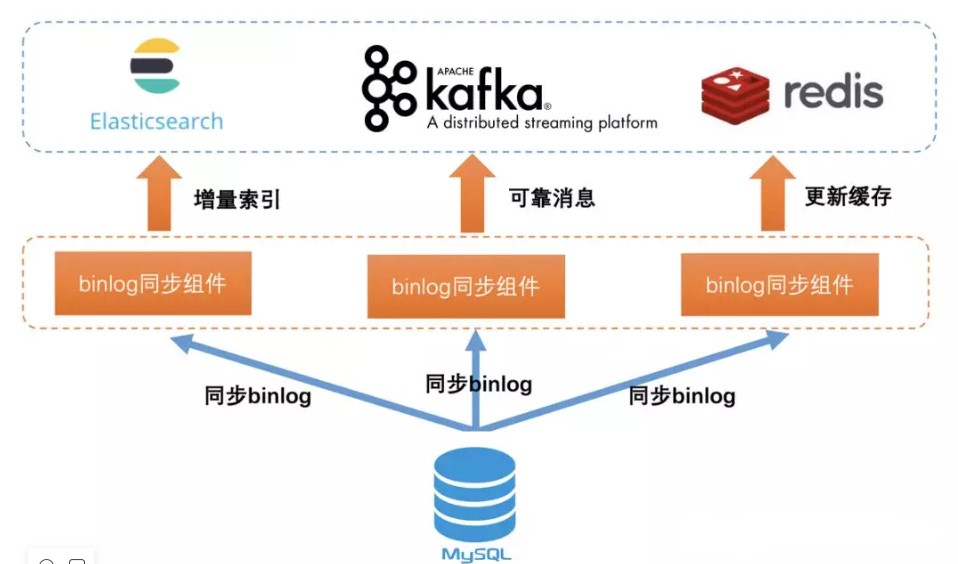 Elasticsearch
APACHE
kafka®
A distributed streaming platform
redis
增量索引
可靠消息
更新缓存
binlog同步组件
binlog同步组件
binlog同步组件
同步binlog
同步binlog
同步binlog
MySQL